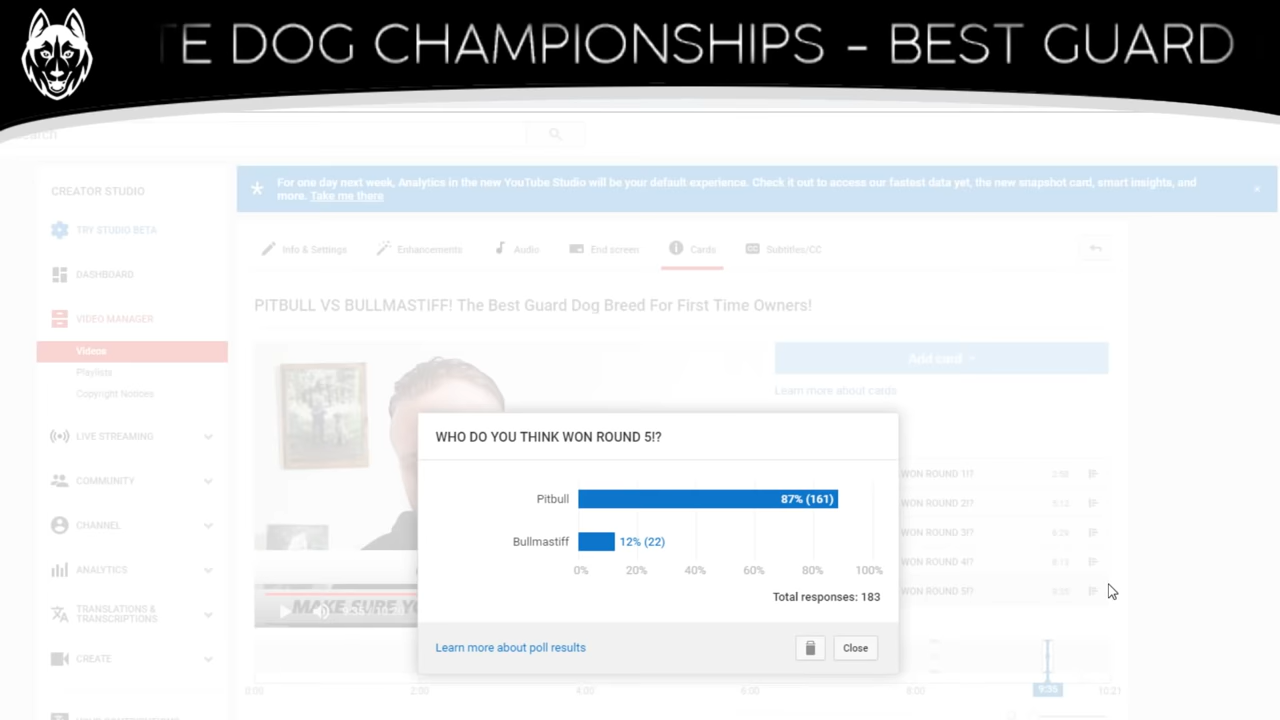 TE DOG CHAMPIONSHIPS - BEST GUARD
CREATOR STUDIO
For one day next week, Analytics in the new YouTube Studio will be your default experience. Check it out to access our fastest data yet, the new snapshot card, smart insights, and
more. Take me there
TRY STUDIO BETA
Info & Settings
Enhancements
Audio
End screen
Cards
Subtitles/CC
DASHBOARD
PITBULL VS BULLMASTIFF! The Best Guard Dog Breed For First Time Owners!
VIDEO MANAGER
Videos
Playlists
Copyright Notices
Add card
Learn more about cards
LIVE STREAMING
COMMUNITY
CHANNEL
ANALYTICS
TRANSLATIONS &
TRANSCRIPTIONS
CREATE
WHO DO YOU THINK WON ROUND 5!?
Pitbull
87% (161)
Bullmastiff
12% (22)
0% 20% 40% 60% 80% 100%
Total responses: 183
Learn more about poll results
Close
WON ROUND 1!?
WON ROUND 2!?
WON ROUND 3!?
WON ROUND 4!?
WON ROUND 5!?
MAKE SURE
0:00 2:00 4:00 6:00 8:00 9:36 10:21